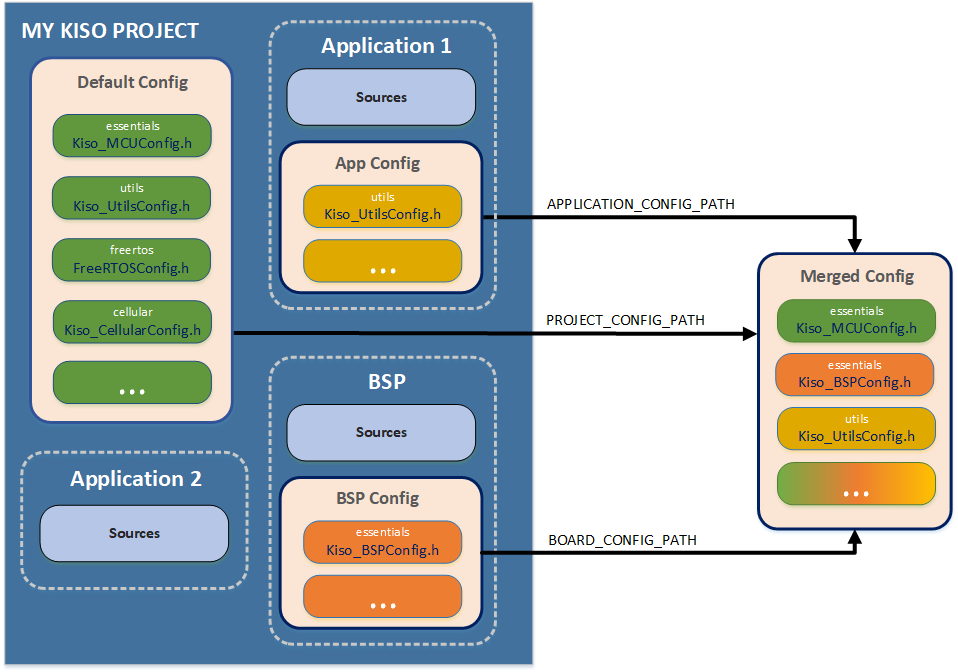 MY KISO PROJECT
Default Config
essentials
Kiso_MCUConfig.h
utils
Kiso_UtilsConfig.h
freertos
FreeRTOSConfig.h
cellular
Kiso_CellularConfig.h
...
Application 1
Sources
App Config
utils
Kiso_UtilsConfig.h
...
Application 2
Sources
BSP
Sources
BSP Config
essentials
Kiso_BSPConfig.h
...
APPLICATION_CONFIG_PATH
PROJECT_CONFIG_PATH
BOARD_CONFIG_PATH
Merged Config
essentials
Kiso_MCUConfig.h
essentials
Kiso_BSPConfig.h
utils
Kiso_UtilsConfig.h
...